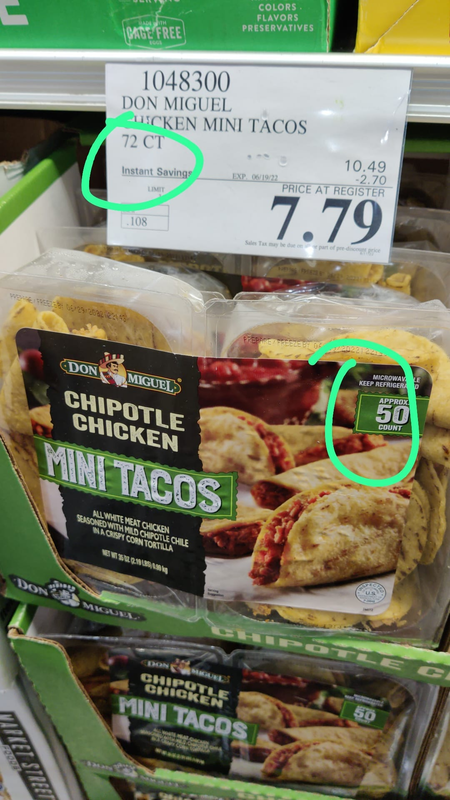 COLORS
FLAVORS
PRESERVATIVES
CAGE FREE
1048300
DON MIGUEL
CHICKEN MINI TACOS
72 CT
Instant Savings
EXP. 06/19/22
10.49
-2.70
LIMIT
PRICE AT REGISTER
7.79
.108
DON MIGUEL
CHIPOTLE
CHICKEN
MINI TACOS
ALL WHITE MEAT CHICKEN
SEASONED WITH MILD CHIPOTLE CHILE
IN A CRISPY CORN TORTILLA
MICROWAVABLE
KEEP REFRIGERATED
APPROX
50
COUNT
DON MIGUEL
CHIPOTLE C
DON MIGUEL
CHIPOTLE
CHICKEN
MINI TACOS
50
MARKET STREET